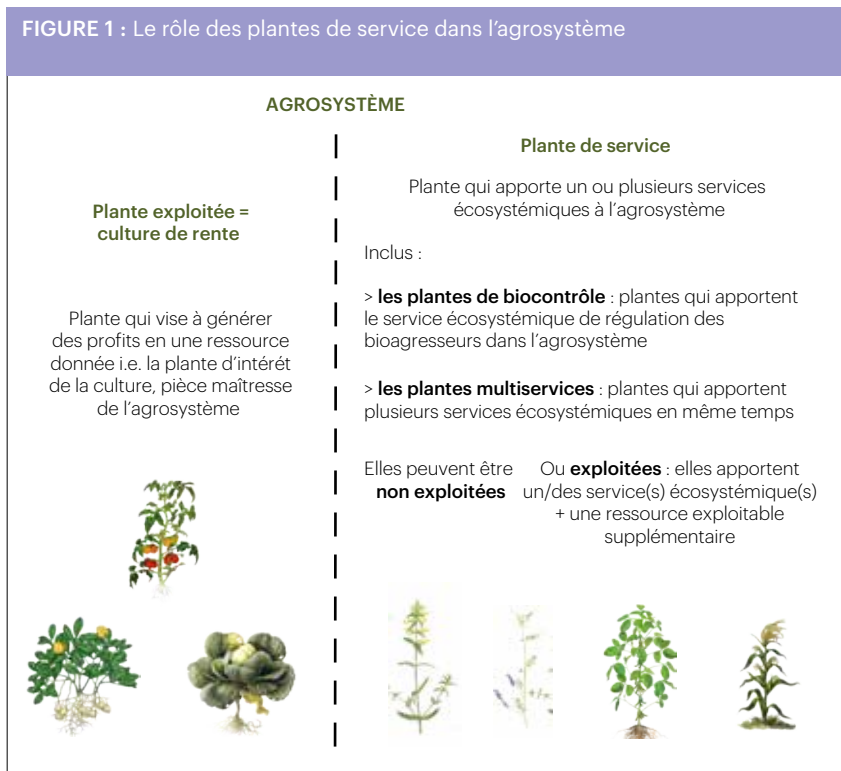 FIGURE 1 : Le rôle des plantes de service dans l'agrosystème
AGROSYSTÈME
Plante exploitée =
culture de rente
Plante qui vise à générer
des profits en une ressource
donnée i.e. la plante d'intérét
de la culture, pièce maîtresse
de l'agrosystème
Plante de service
Plante qui apporte un ou plusieurs services
écosystémiques à l'agrosystème
Inclus :
> les plantes de biocontrôle : plantes qui apportent
le service écosystémique de régulation des
bioagresseurs dans l'agrosystème
> les plantes multiservices : plantes qui apportent
plusieurs services écosystémiques en même temps
Elles peuvent être
non exploitées
Ou exploitées : elles apportent
un/des service(s) écosystémique(s)
+ une ressource exploitable
supplémentaire